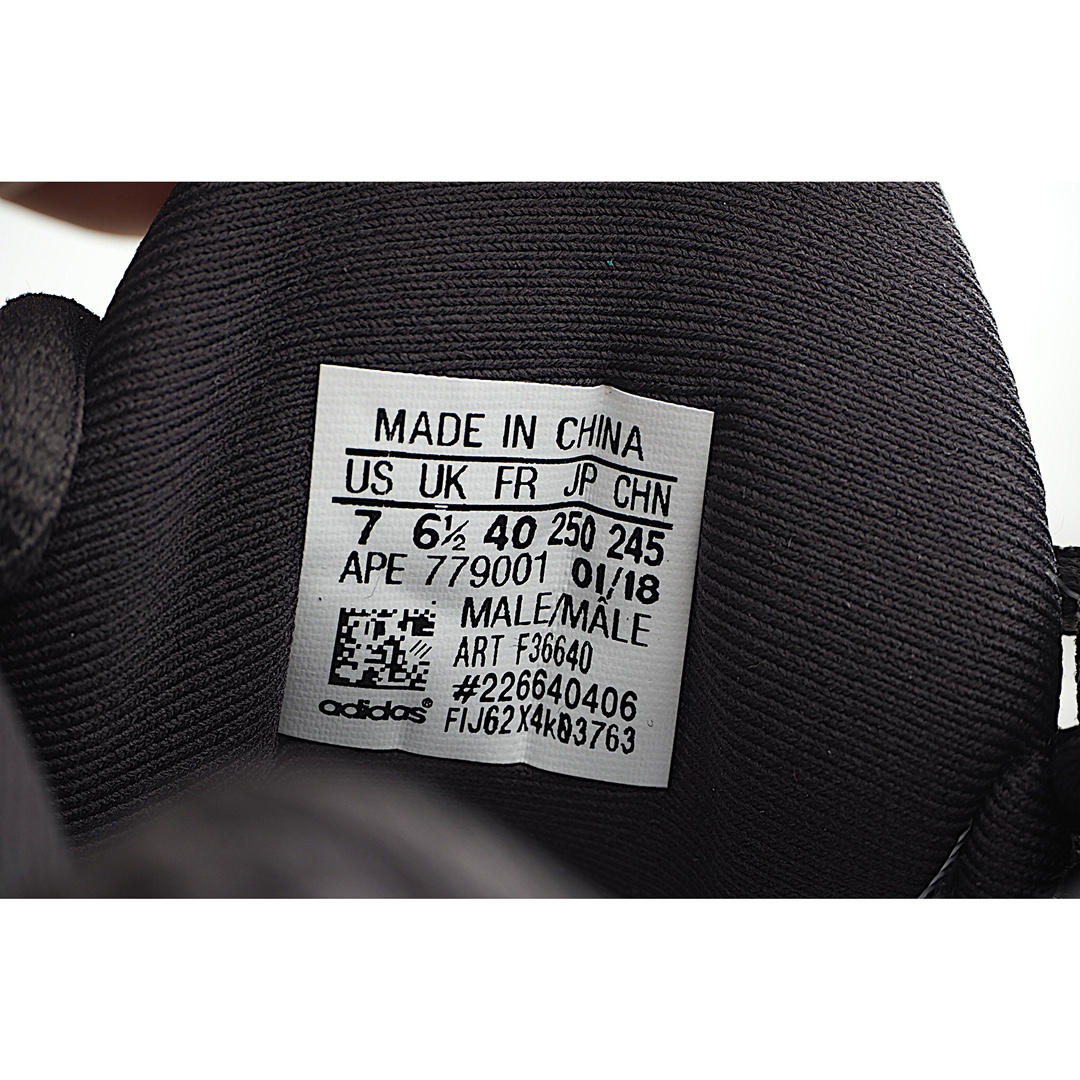 MADE IN CHINA
US UK FR JP CHN
7 6½ 40 250 245
APE 779001 01/18
MALE/MÂLE
ART F36640
#226640406
adidas® FIJ62X4k03763